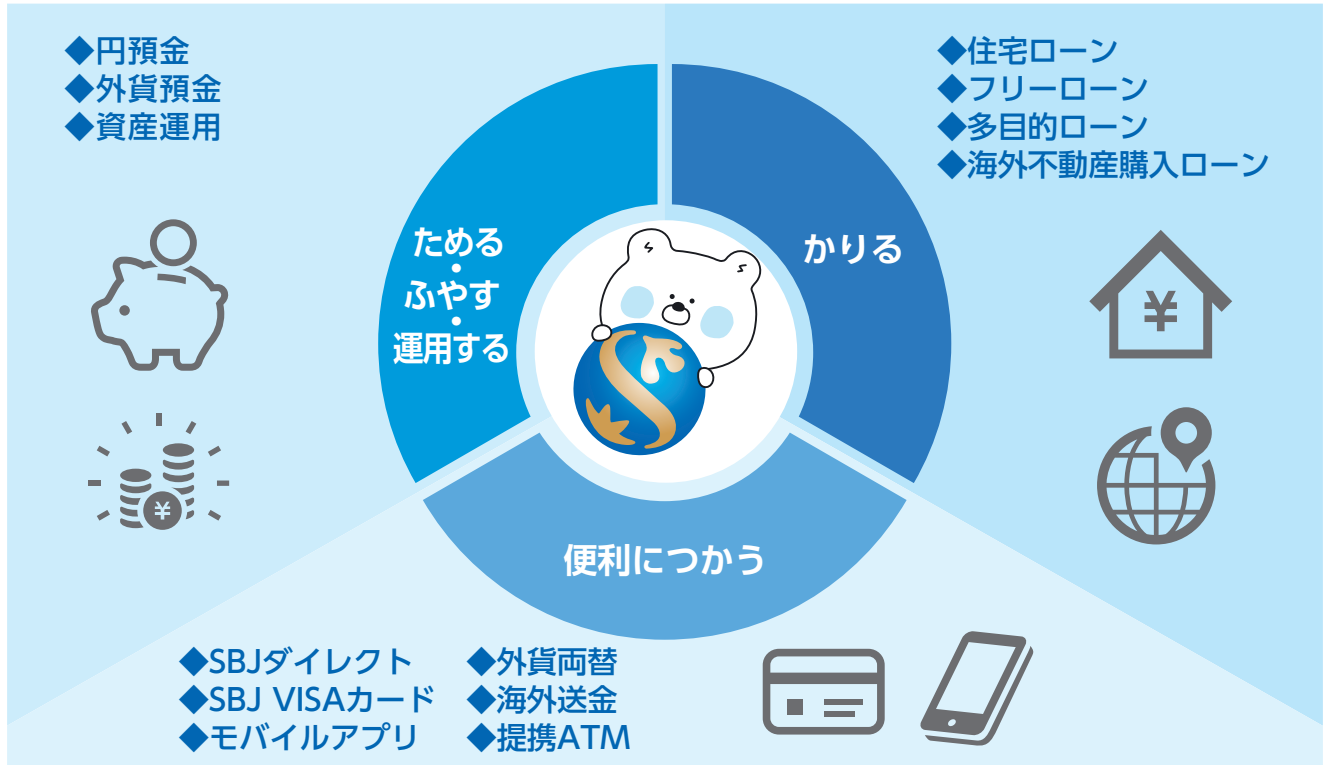 ◆円預金
◆外貨預金
◆資産運用
◆住宅ローン
◆フリーローン
◆多目的ローン
◆海外不動産購入ローン
ため​る
・
ふやす
・
運用する
かりる
¥
¥
便利につかう
◆SBJダイレクト
◆SBJ VISAカード
◆モバイルアプリ
◆外貨両替
◆海外送金
◆提携ATM